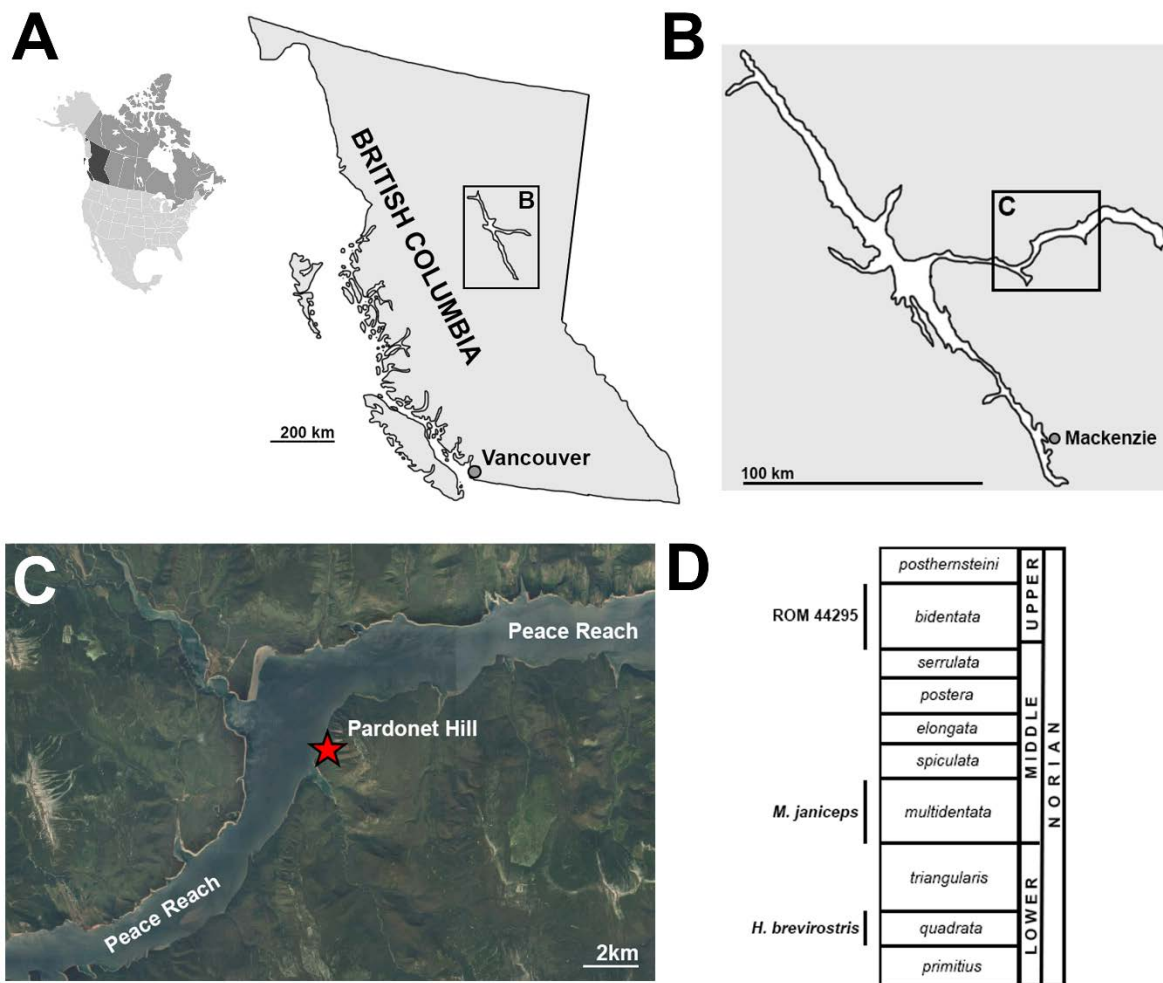 A
BRITISH COLUMBIA
B
200 km
Vancouver
B
C
Mackenzie
100 km
C
Peace Reach
Pardonet Hill
Peace Reach
2km
D
posthernsteini
ROM 44295
bidentata
serrulata
postera
elongata
spiculata
M. janiceps
multidentata
triangularis
H. brevirostris
quadrata
primitius
UPPER
MIDDLE
LOWER
NORIAN